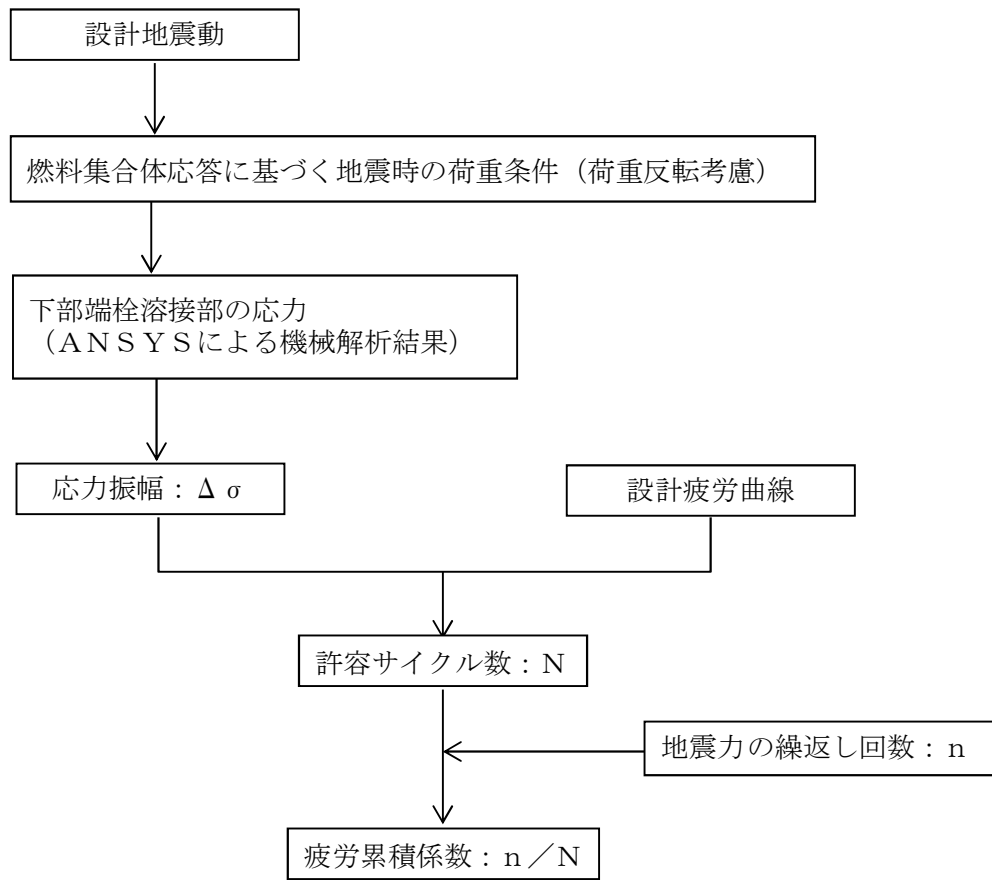 設計地震動
燃料集合体応答に基づく地震時の荷重条件（荷重反転考慮）
下部端栓溶接部の応力
（ＡＮＳＹＳによる機械解析結果）
応力振幅：Δσ
設計疲労曲線
許容サイクル数：Ｎ
地震力の繰返し回数：ｎ
疲労累積係数：ｎ／Ｎ